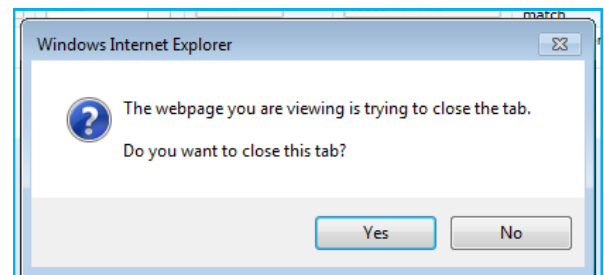 match
Windows Internet Explorer
The webpage you are viewing is trying to close the tab.
Do you want to close this tab?
Yes
No